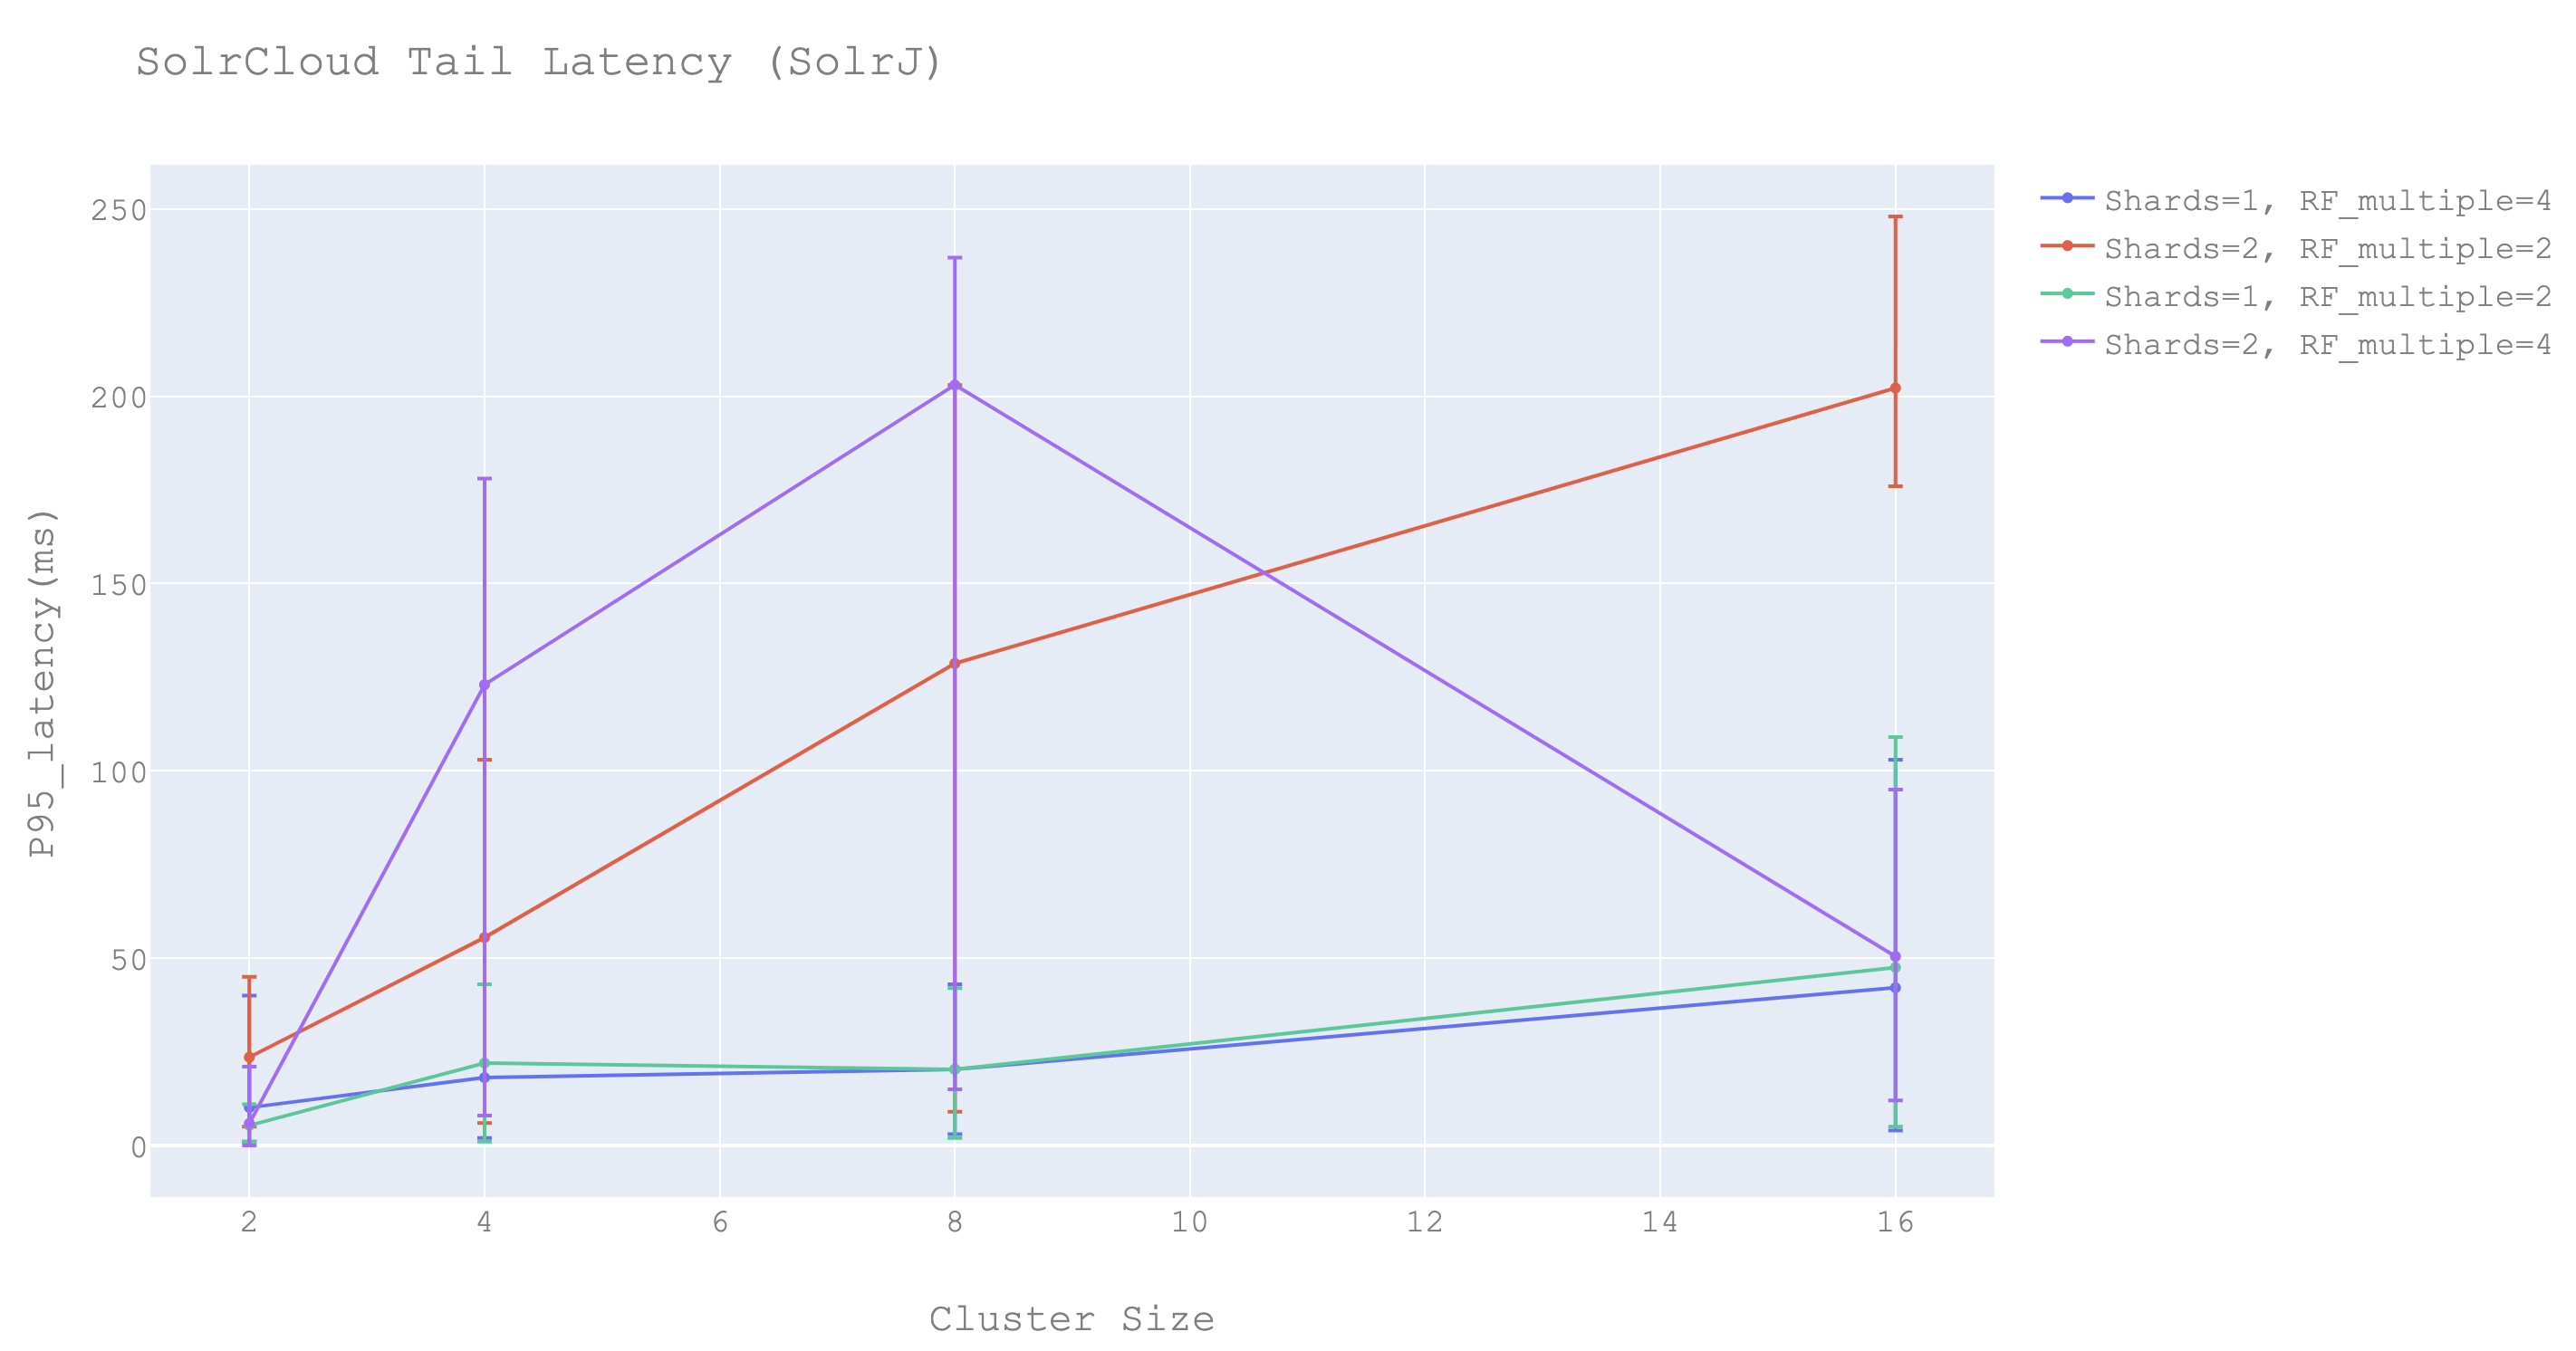 SolrCloud Tail Latency (SolrJ)
250
200
150
100
50
0
P95_latency(ms)
2 4 6 8 10 12 14 16
Cluster Size
Shards=1, RF_multiple=4
Shards=2, RF_multiple=2
Shards=1, RF_multiple=2
Shards=2, RF_multiple=4